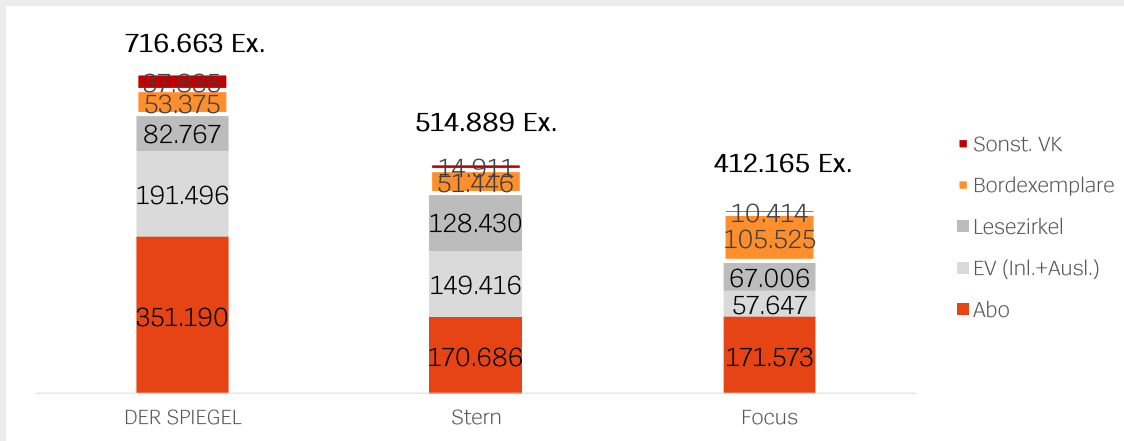 716.663 Ex.
37.835
53.375
82.767
191.496
351.190
DER SPIEGEL
514.889 Ex.
14.911
51.446
128.430
149.416
170.686
Stern
412.165 Ex.
10.414
105.525
67.006
57.647
171.573
Focus
Sonst. VK
Bordexemplare
Lesezirkel
EV (Inl.+Ausl.)
Abo